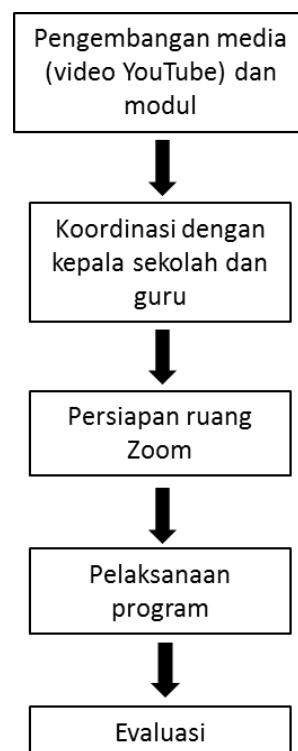 Pengembangan media
(video YouTube) dan
modul
Koordinasi dengan
kepala sekolah dan
guru
Persiapan ruang
Zoom
Pelaksanaan
program
Evaluasi